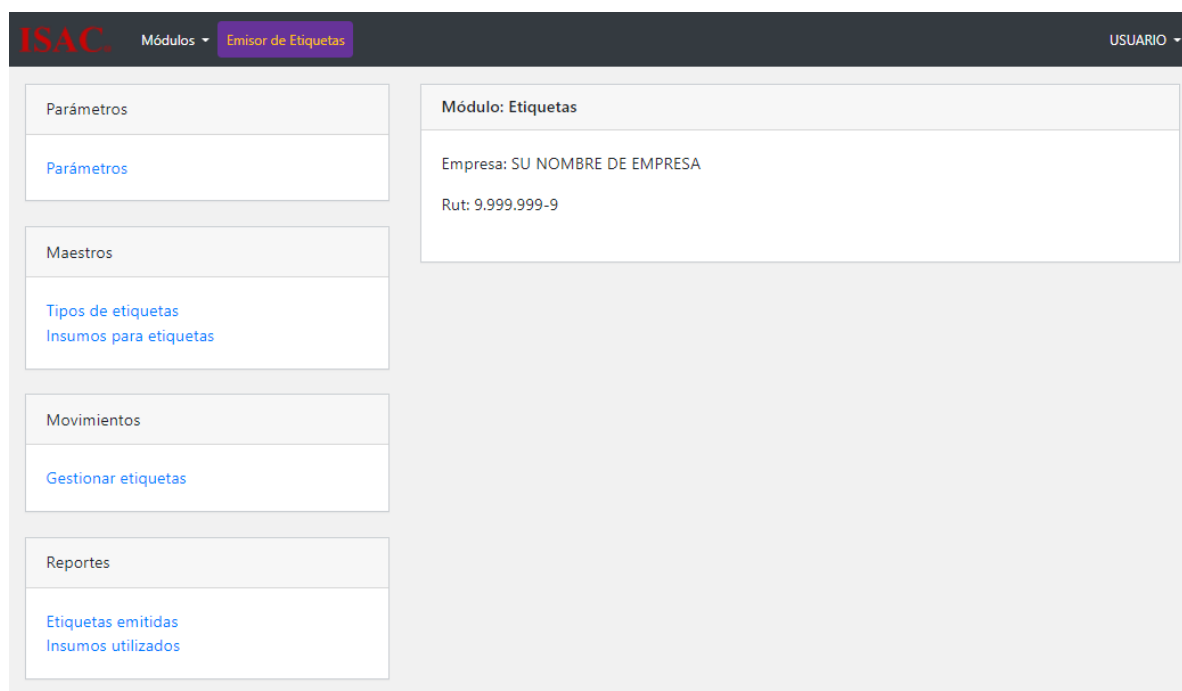 ISAC.
Módulos
Emisor de Etiquetas
USUARIO
Parámetros
Parámetros
Maestros
Tipos de etiquetas
Insumos para etiquetas
Movimientos
Gestionar etiquetas
Reportes
Etiquetas emitidas
Insumos utilizados
Módulo: Etiquetas
Empresa: SU NOMBRE DE EMPRESA
Rut: 9.999.999-9